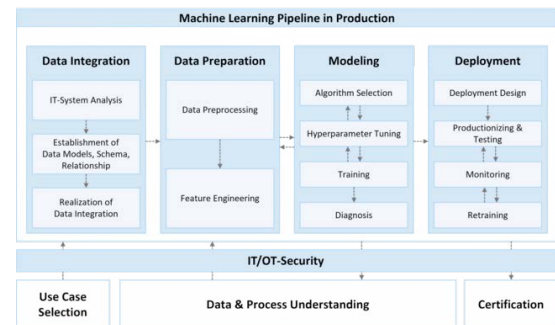 Machine Learning Pipeline in Production
Data Integration
IT-System Analysis
Establishment of
Data Models, Schema,
Relationship
Realization of
Data Integration
Data Preparation
Data Preprocessing
Feature Engineering
Modeling
Algorithm Selection
Hyperparameter Tuning
Training
Diagnosis
Deployment
Deployment Design
Productionizing &
Testing
Monitoring
Retraining
IT/OT-Security
Use Case
Selection
Data & Process Understanding
Certification